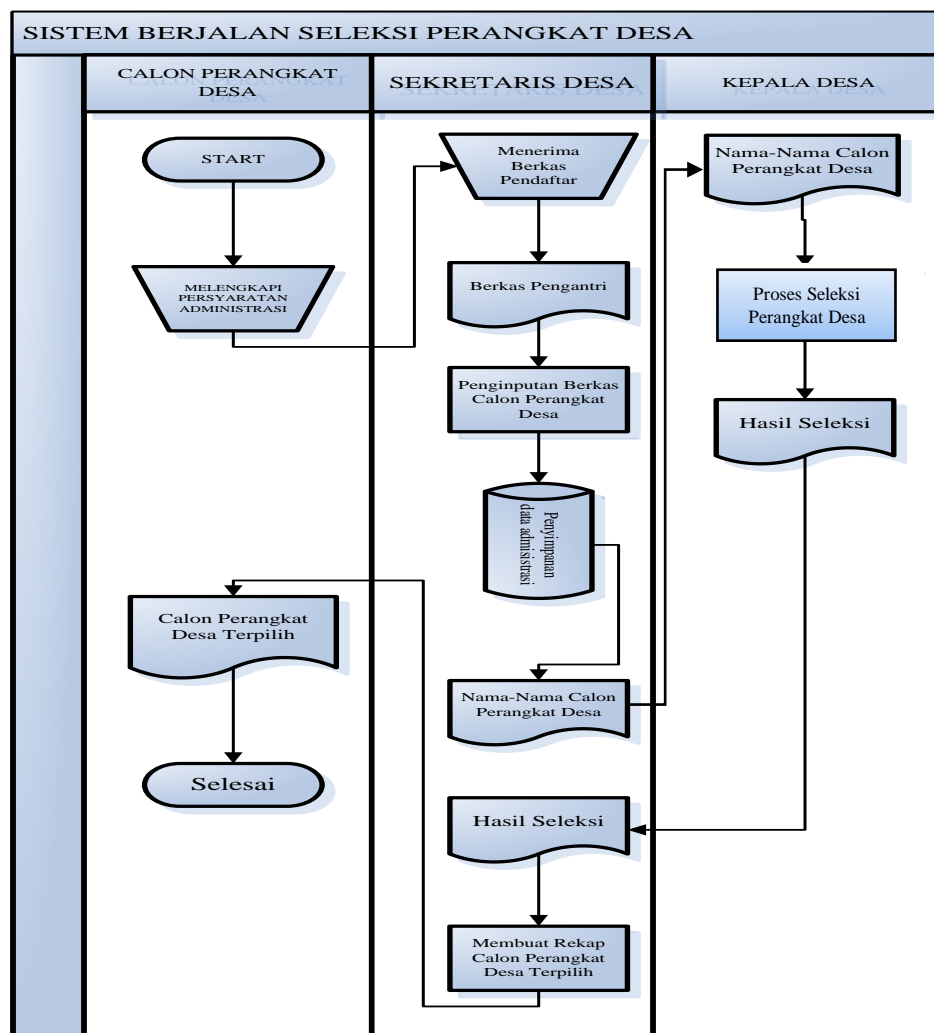 SISTEM BERJALAN SELEKSI PERANGKAT DESA
CALON PERANGKAT
DESA
SEKRETARIS DESA
KEPALA DESA
START
MELENGKAPI
PERSYARATAN
ADMINISTRASI
Menerima
Berkas
Pendaftar
Berkas Pengantri
Penginputan Berkas
Calon Perangkat
Desa
Penyimpanan
data admisistrasi
Nama-Nama Calon
Perangkat Desa
Nama-Nama Calon
Perangkat Desa
Proses Seleksi
Perangkat Desa
Hasil Seleksi
Hasil Seleksi
Membuat Rekap
Calon Perangkat
Desa Terpilih
Calon Perangkat
Desa Terpilih
Selesai